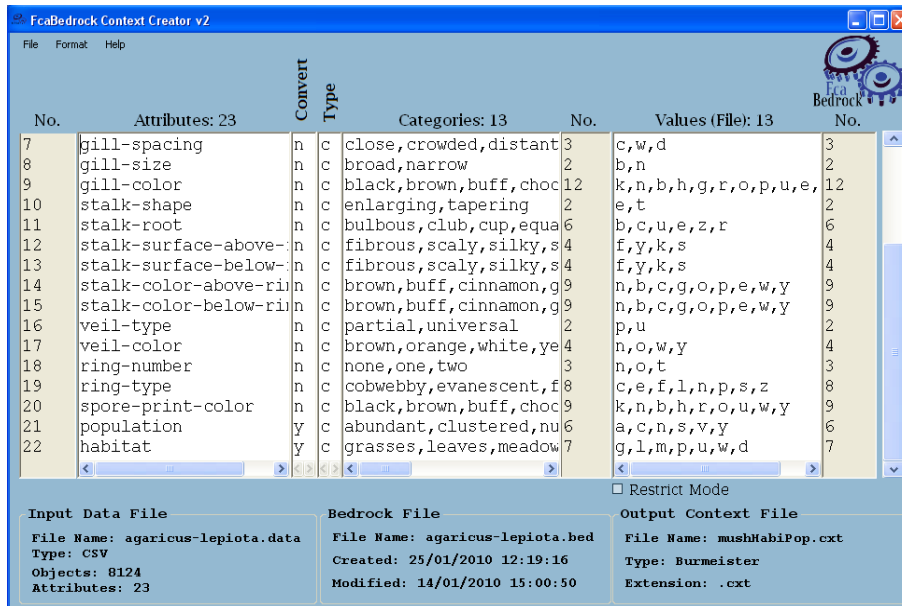 FcaBedrock Context Creator v2
File Format Help
Fca
Bedrock
No. Attributes: 23 Convert Type Categories: 13 No. Values (File): 13 No.
7 gill-spacing n c close,crowded,distant 3 c,w,d 3
8 gill-size n c broad,narrow 2 b,n 2
9 gill-color n c black,brown,buff,choc 12 k,n,b,h,g,r,o,p,u,e, 12
10 stalk-shape n c enlarging,tapering 2 e,t 2
11 stalk-root n c bulbous,club,cup,equa 6 b,c,u,e,z,r 6
12 stalk-surface-above- n c fibrous,scaly,silky,s 4 f,y,k,s 4
13 stalk-surface-below- n c fibrous,scaly,silky,s 4 f,y,k,s 4
14 stalk-color-above-ri n c brown,buff,cinnamon,g 9 n,b,c,g,o,p,e,w,y 9
15 stalk-color-below-ri n c brown,buff,cinnamon,g 9 n,b,c,g,o,p,e,w,y 9
16 veil-type n c partial,universal 2 p,u 2
17 veil-color n c brown,orange,white,ye 4 n,o,w,y 4
18 ring-number n c none,one,two 3 n,o,t 3
19 ring-type n c cobwebby,evanescent,f 8 c,e,f,l,n,p,s,z 8
20 spore-print-color n c black,brown,buff,choc 9 k,n,b,h,r,o,u,w,y 9
21 population y c abundant,clustered,nu 6 a,c,n,s,v,y 6
22 habitat y c grasses,leaves,meadow 7 g,l,m,p,u,w,d 7
Restrict Mode
Input Data File
File Name: agaricus-lepiota.data
Type: CSV
Objects: 8124
Attributes: 23
Bedrock File
File Name: agaricus-lepiota.bed
Created: 25/01/2010 12:19:16
Modified: 14/01/2010 15:00:50
Output Context File
File Name: mushHabiPop.cxt
Type: Burmeister
Extension: .cxt